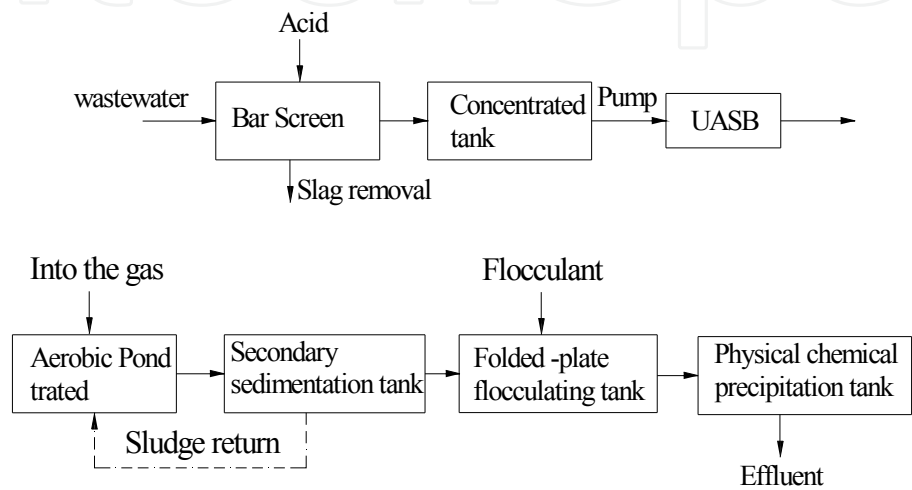 Acid
wastewater
Bar Screen
Concentrated
tank
Pump
UASB
Slag removal
Into the gas
Flocculant
Aerobic Pond
trated
Secondary
sedimentation tank
Folded -plate
flocculating tank
Physical chemical
precipitation tank
Sludge return
Effluent